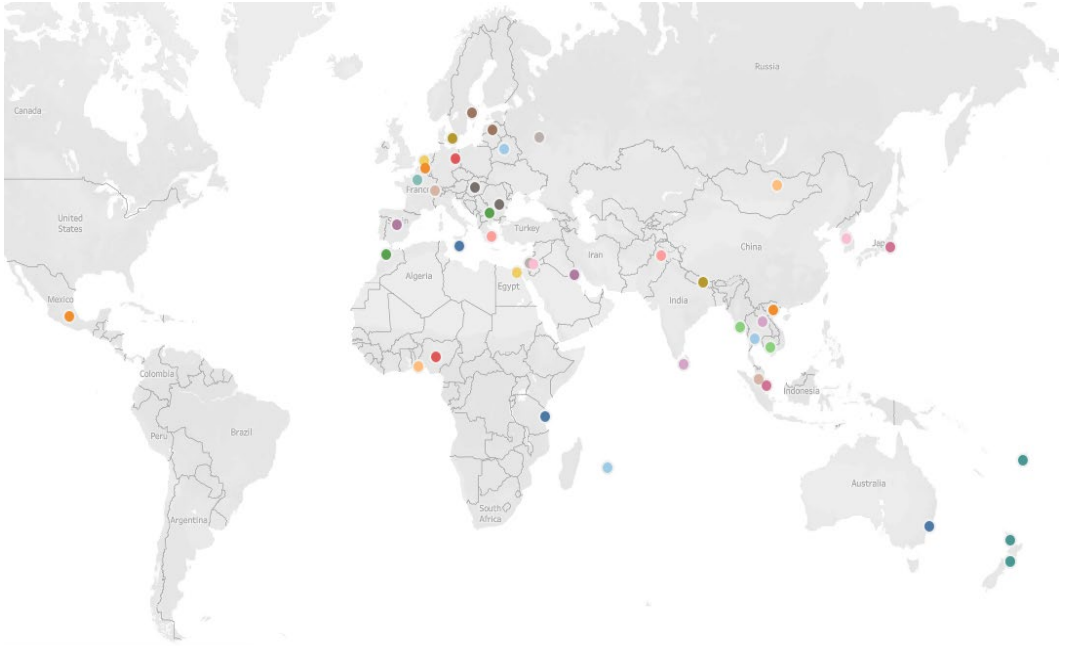 Russia
Canada
Franc
United
States
Turkey
Iran
China
Jap
Algeria
Egypt
India
Mexico
Colombia
Indonesia
Peru
Brazil
Australia
South
Africa
Argentina